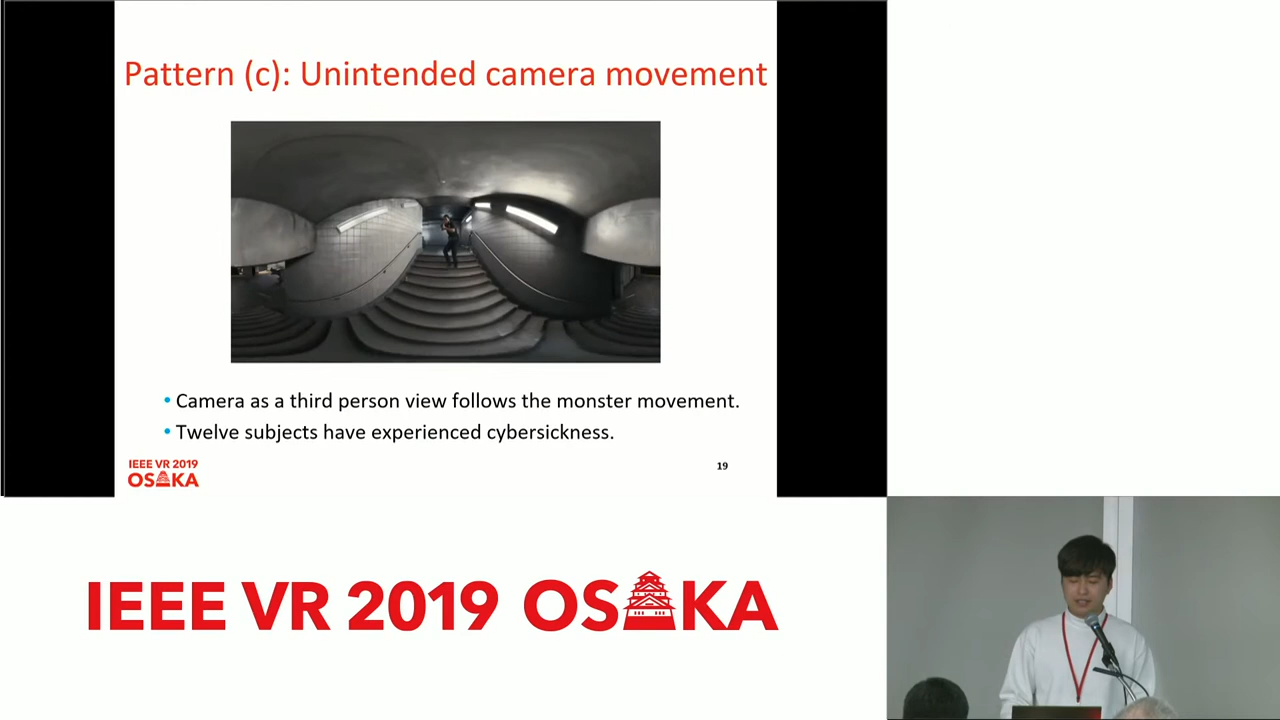 Pattern (c): Unintended camera movement
• Camera as a third person view follows the monster movement.
• Twelve subjects have experienced cybersickness.
IEEE VR 2019
OSAKA
19
IEEE VR 2019 OSAKA